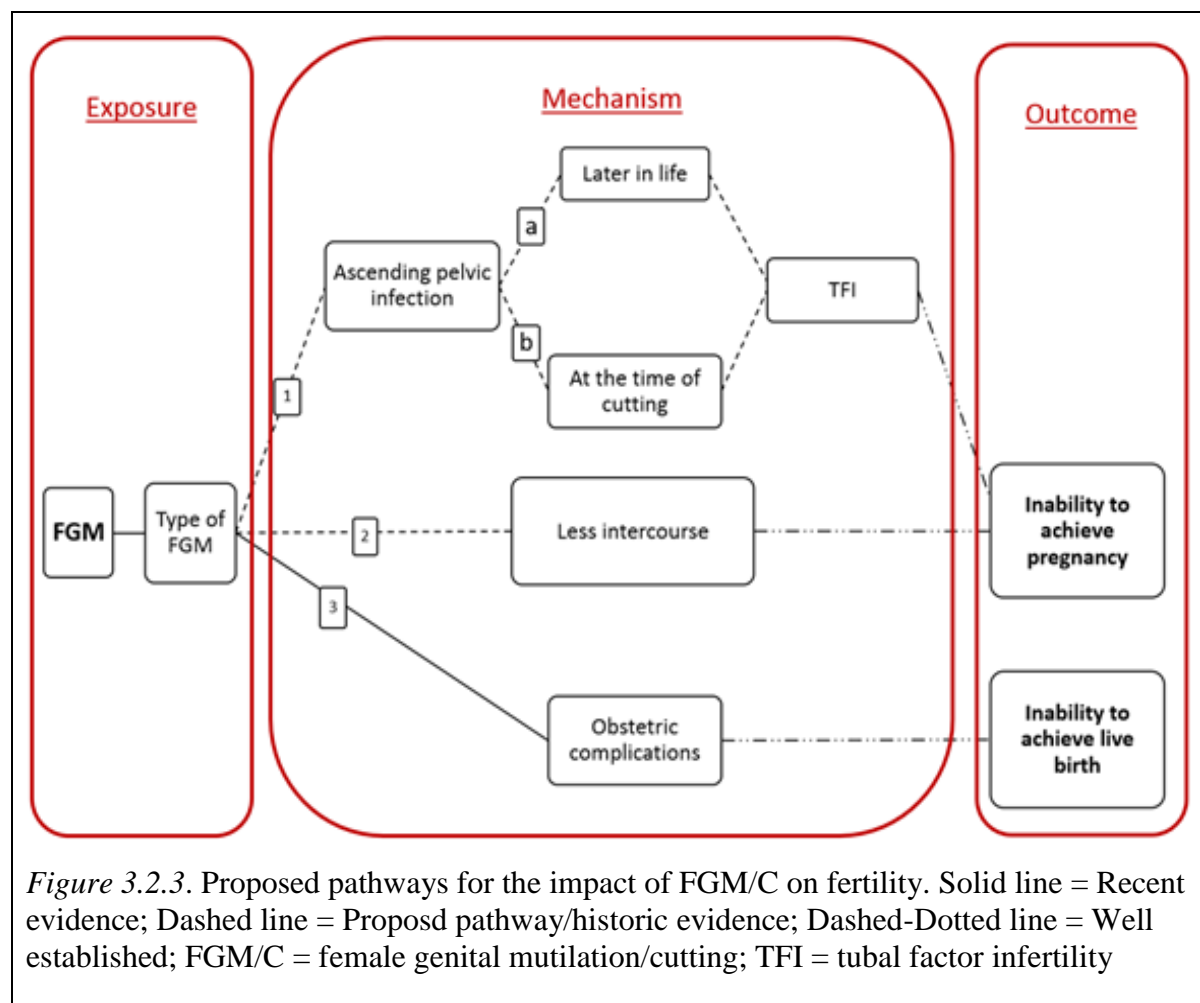 Exposure
Mechanism
Outcome
Later in life
a
Ascending pelvic
infection
TFI
b
At the time of
cutting
1
FGM
Type of
FGM
2
Less intercourse
Inability to
achieve
pregnancy
3
Obstetric
complications
Inability to
achieve live
birth
Figure 3.2.3. Proposed pathways for the impact of FGM/C on fertility. Solid line = Recent
evidence; Dashed line = Proposd pathway/historic evidence; Dashed-Dotted line = Well
established; FGM/C = female genital mutilation/cutting; TFI = tubal factor infertility